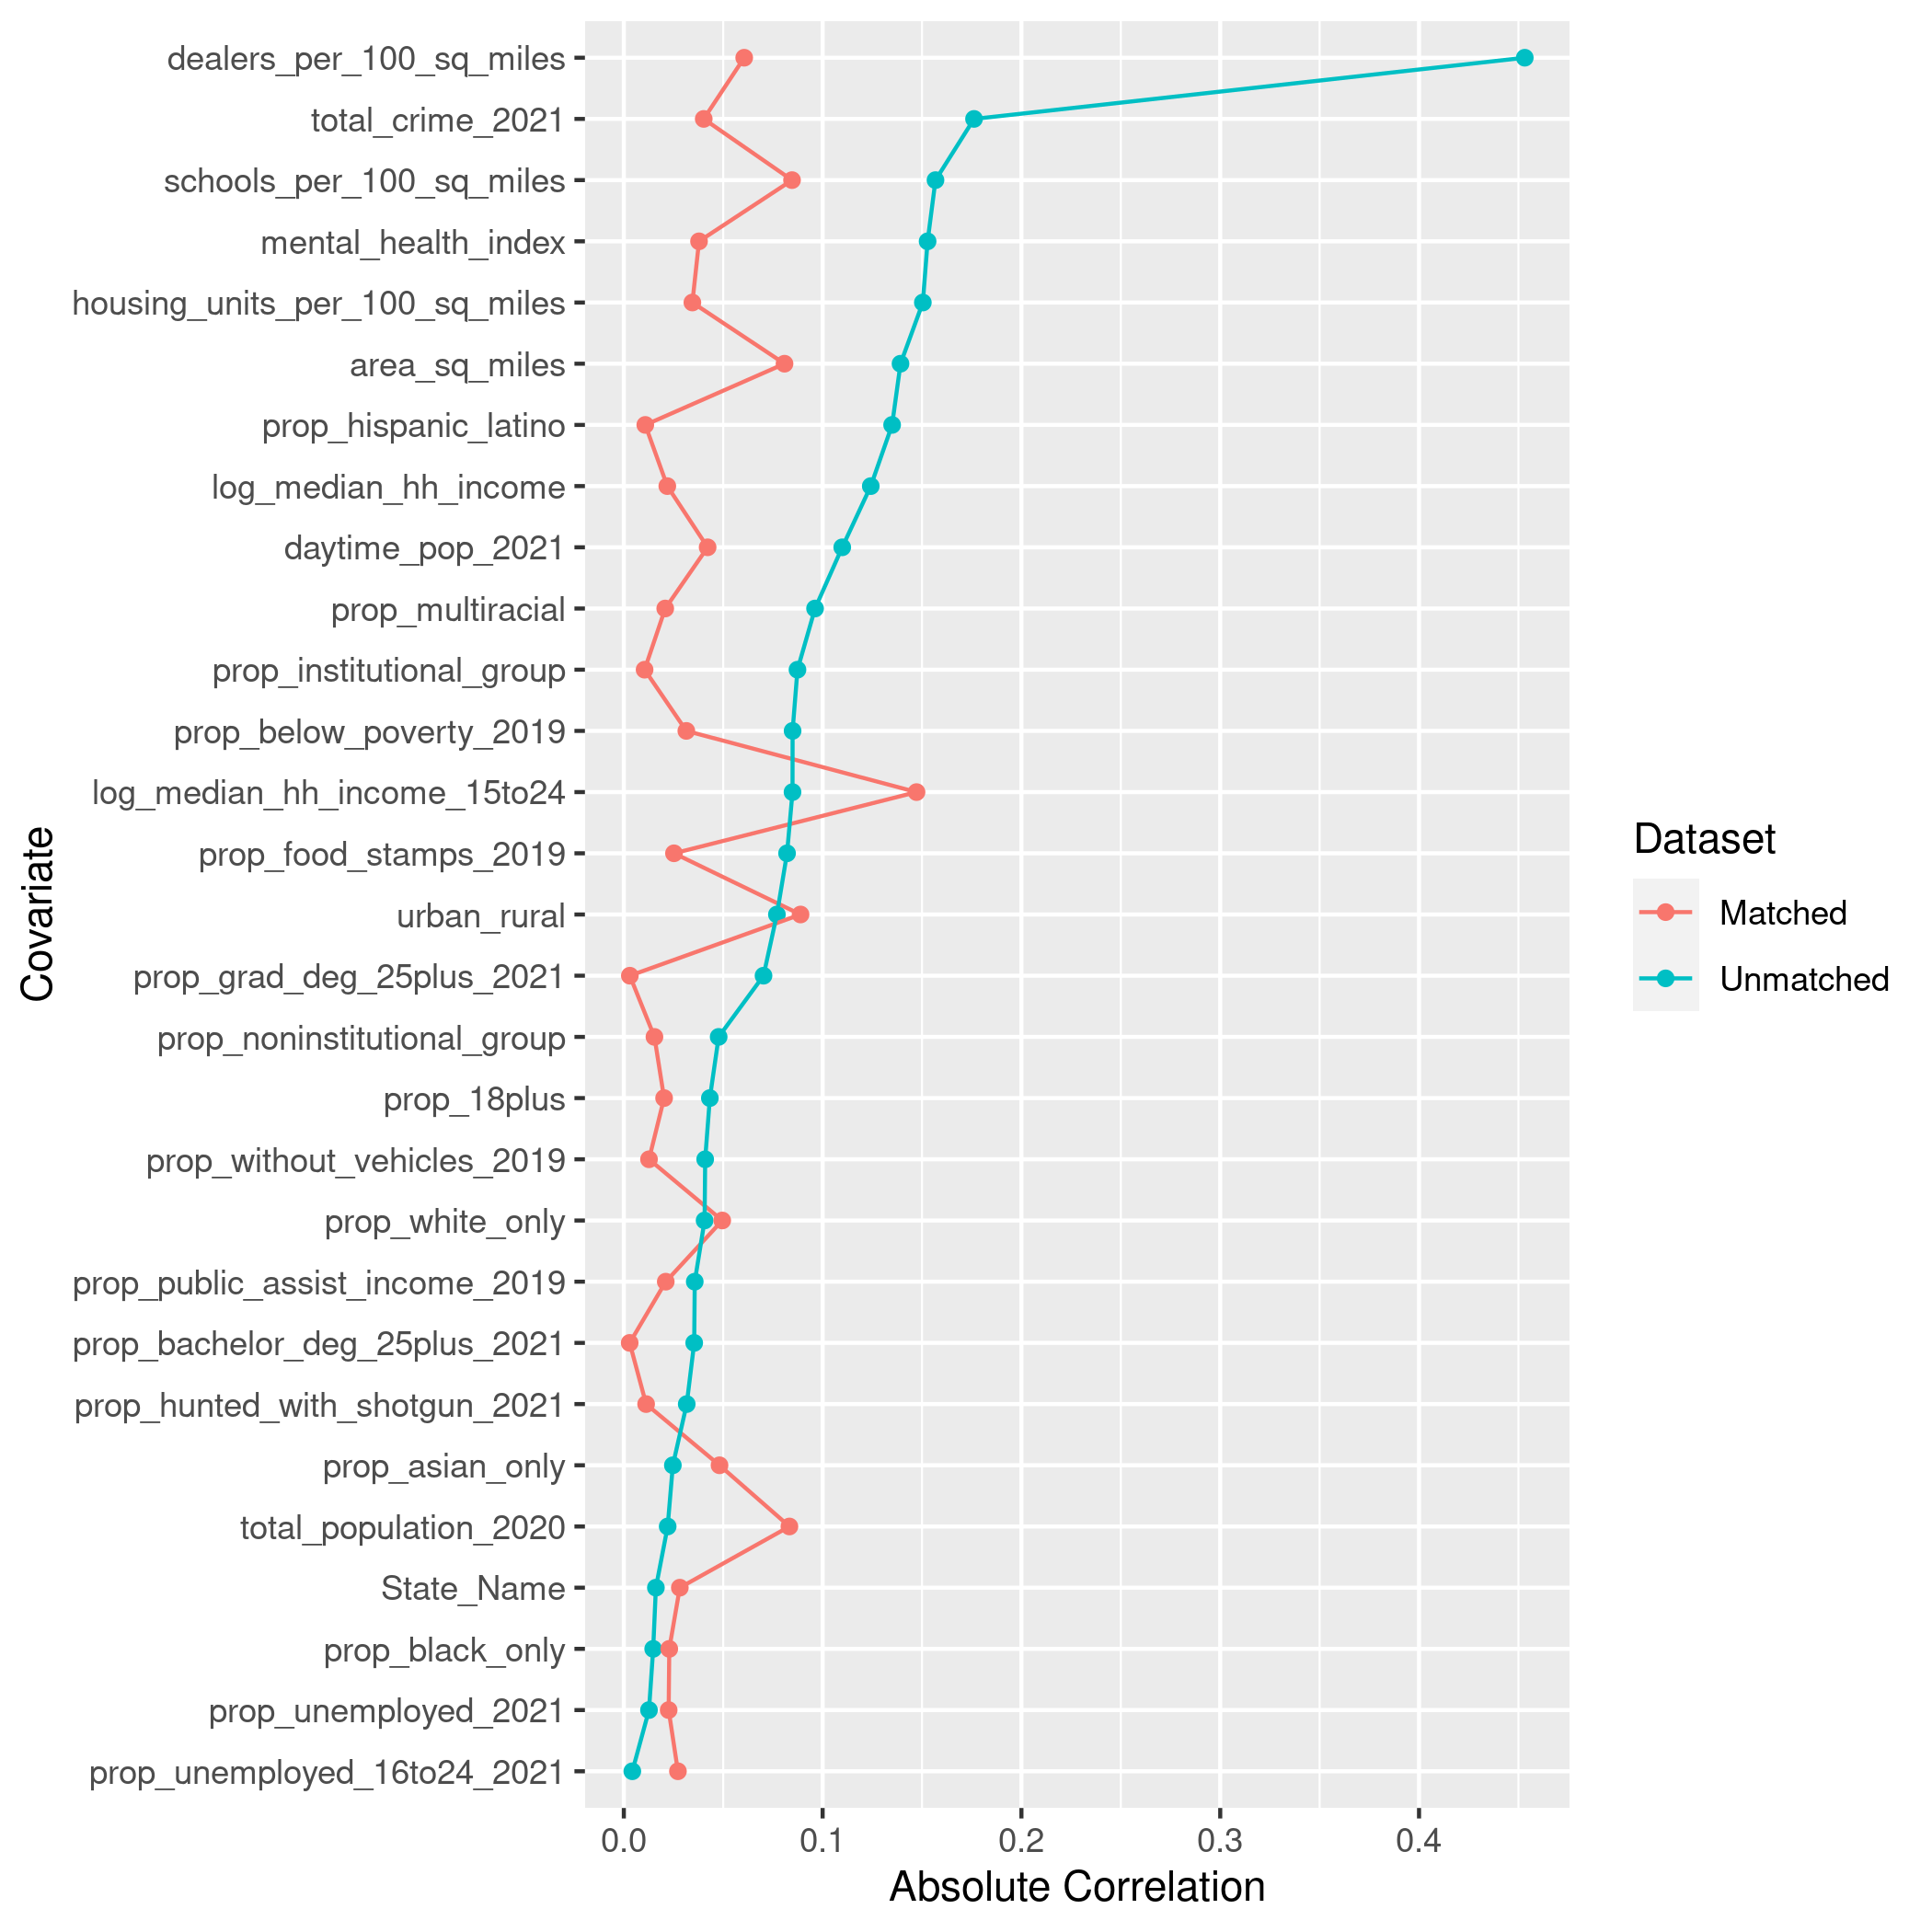 dealers_per_100_sq_miles
total_crime_2021
schools_per_100_sq_miles
mental_health_index
housing_units_per_100_sq_miles
area_sq_miles
prop_hispanic_latino
log_median_hh_income
daytime_pop_2021
prop_multiracial
prop_institutional_group
prop_below_poverty_2019
log_median_hh_income_15to24
prop_food_stamps_2019
urban_rural
prop_grad_deg_25plus_2021
prop_noninstitutional_group
prop_18plus
prop_without_vehicles_2019
prop_white_only
prop_public_assist_income_2019
prop_bachelor_deg_25plus_2021
prop_hunted_with_shotgun_2021
prop_asian_only
total_population_2020
State_Name
prop_black_only
prop_unemployed_2021
prop_unemployed_16to24_2021
Covariate
0.0 0.1 0.2 0.3 0.4
Absolute Correlation
Dataset
Matched
Unmatched